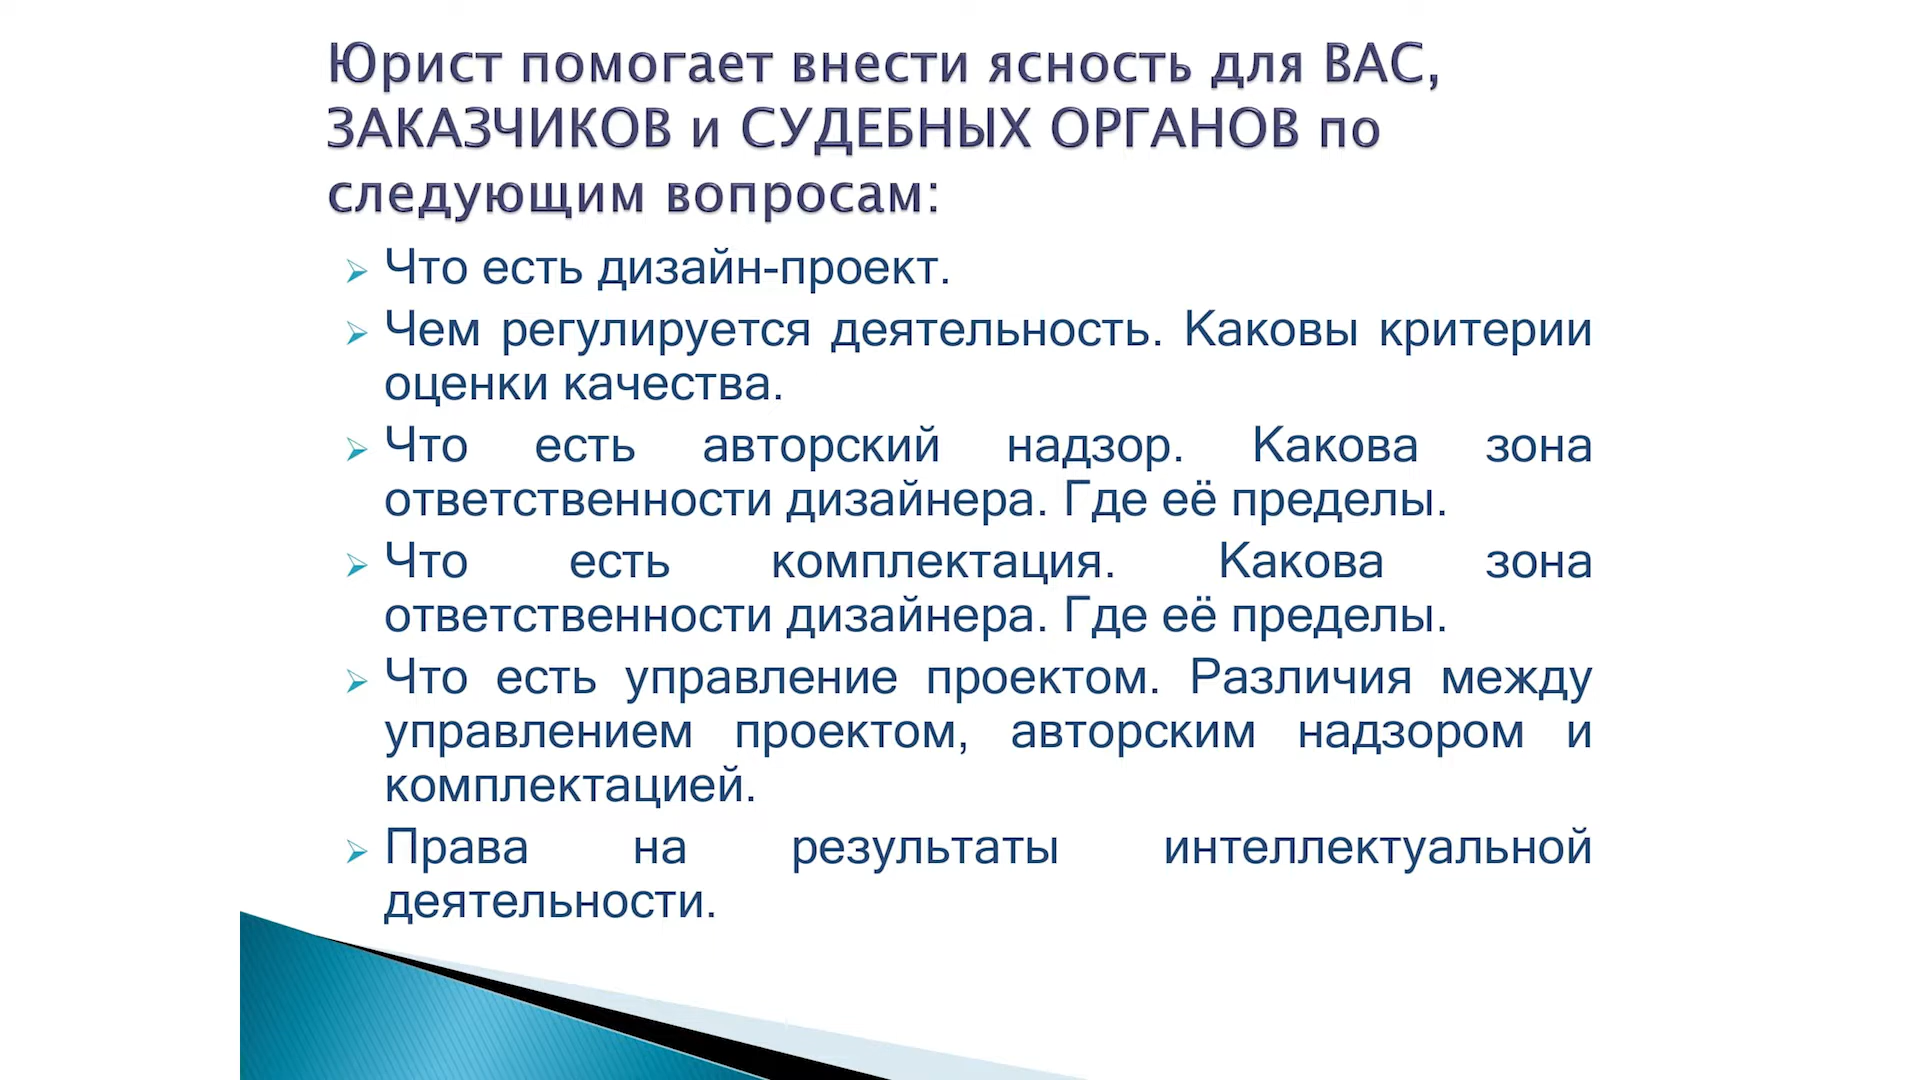 Юрист помогает внести ясность для ВАС,
ЗАКАЗЧИКОВ и СУДЕБНЫХ ОРГАНОВ по
следующим вопросам:
Что есть дизайн-проект.
Чем регулируется деятельность. Каковы критерии
оценки качества.
Что есть авторский надзор. Какова зона
ответственности дизайнера. Где её пределы.
Что есть комплектация. Какова зона
ответственности дизайнера. Где её пределы.
Что есть управление проектом. Различия между
управлением проектом, авторским надзором и
комплектацией.
Права на результаты интеллектуальной
деятельности.